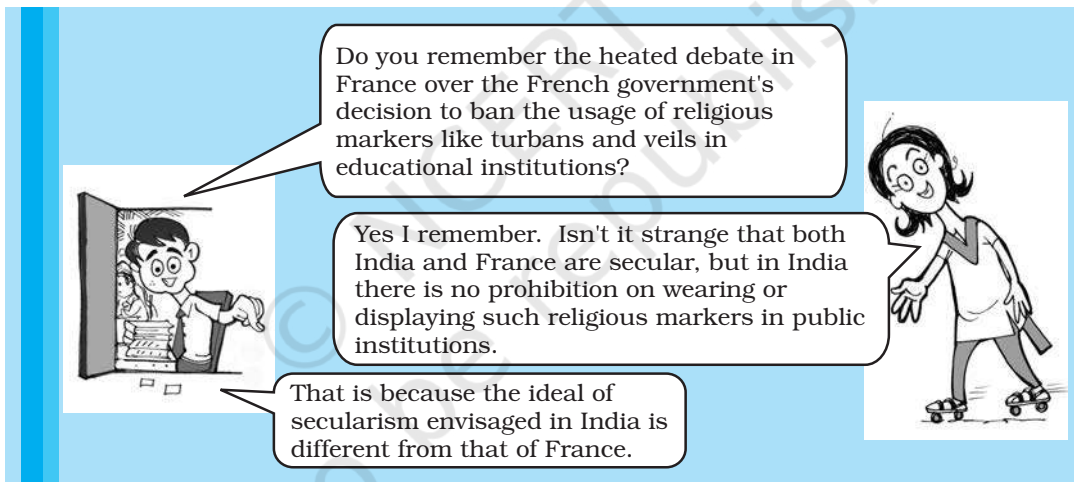 Do you remember the heated debate in
France over the French government's
decision to ban the usage of religious
markers like turbans and veils in
educational institutions?
Yes I remember. Isn't it strange that both
India and France are secular, but in India
there is no prohibition on wearing or
displaying such religious markers in public
institutions.
That is because the ideal of
secularism envisaged in India is
different from that of France.
© NCERT
be republis